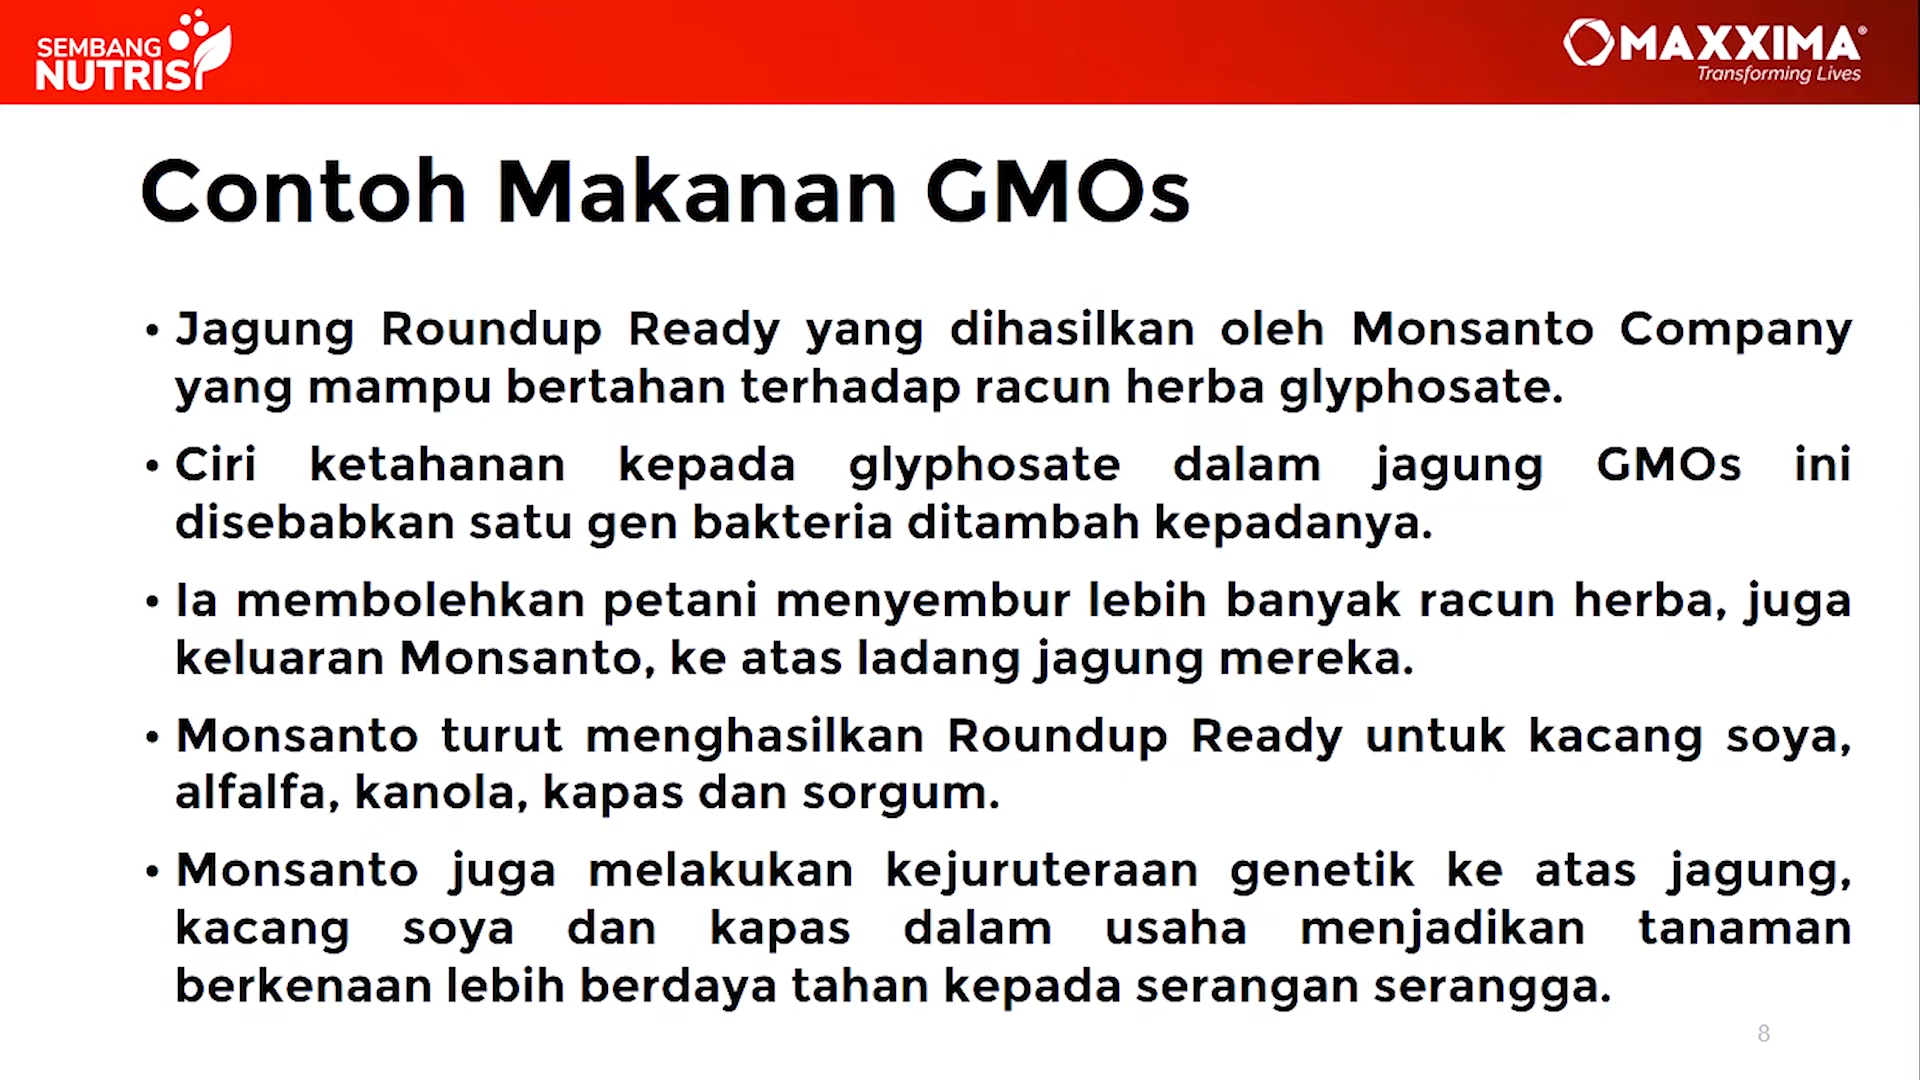 SEMBANG
NUTRISI
MAXXIMA®
Transforming Lives
Contoh Makanan GMOs
• Jagung Roundup Ready yang dihasilkan oleh Monsanto Company
yang mampu bertahan terhadap racun herba glyphosate.
• Ciri ketahanan kepada glyphosate dalam jagung GMOs ini
disebabkan satu gen bakteria ditambah kepadanya.
• Ia membolehkan petani menyembur lebih banyak racun herba, juga
keluaran Monsanto, ke atas ladang jagung mereka.
• Monsanto turut menghasilkan Roundup Ready untuk kacang soya,
alfalfa, kanola, kapas dan sorgum.
• Monsanto juga melakukan kejuruteraan genetik ke atas jagung,
kacang soya dan kapas dalam usaha menjadikan tanaman
berkenaan lebih berdaya tahan kepada serangan serangga.
8